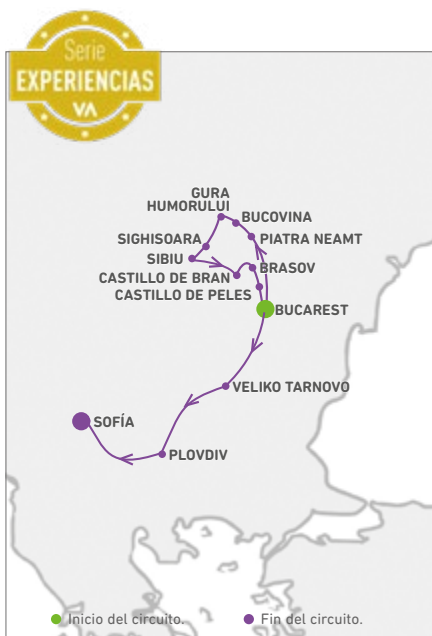 Serie
EXPERIENCIAS
VA
GURA
HUMORULUI
BUCOVINA
SIGHISOARA
PIATRA NEAMT
SIBIU
BRASOV
CASTILLO DE BRAN
CASTILLO DE PELES
BUCAREST
VELIKO TARNOVO
SOFÍA
PLOVDIV
Inicio del circuito.
Fin del circuito.